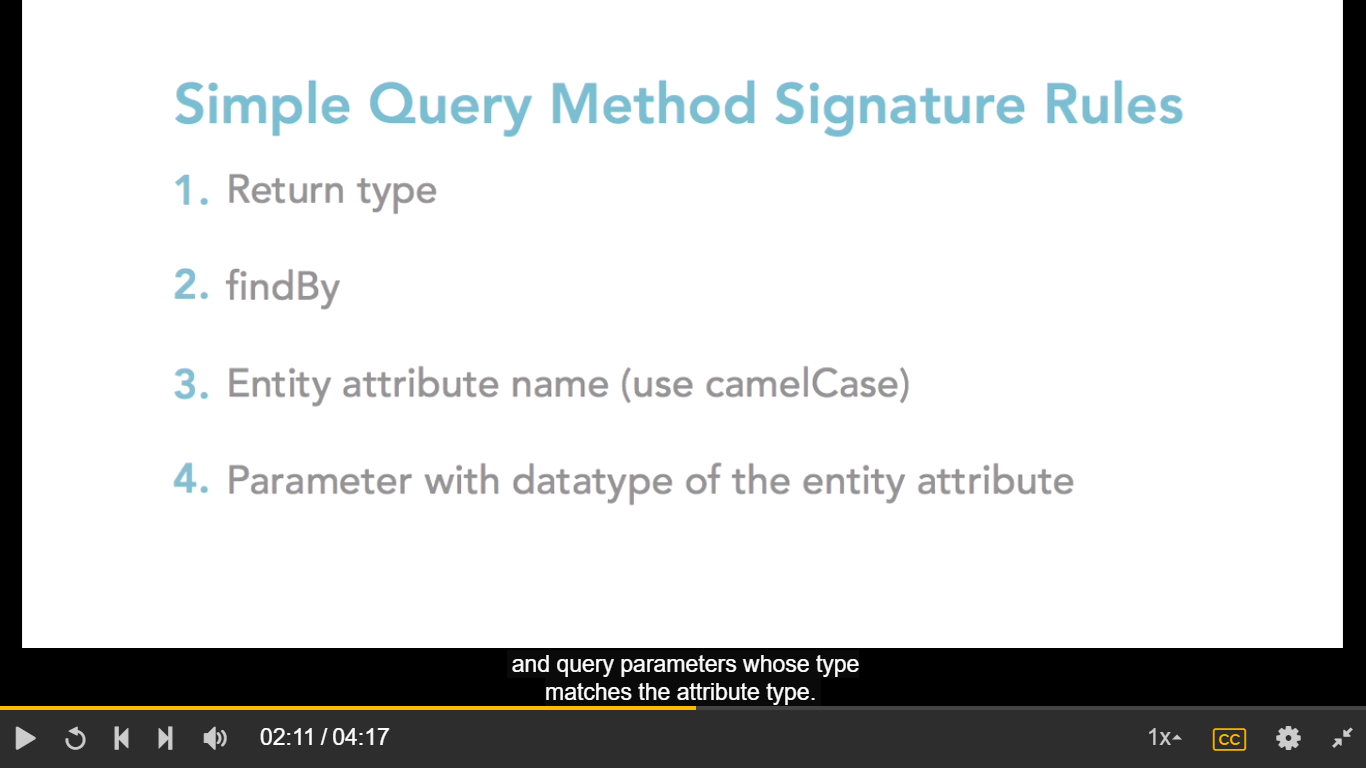 Simple Query Method Signature Rules
1. Return type
2. findBy
3. Entity attribute name (use camelCase)
4. Parameter with datatype of the entity attribute
and query parameters whose type
matches the attribute type.
02:11 / 04:17
1x
CC